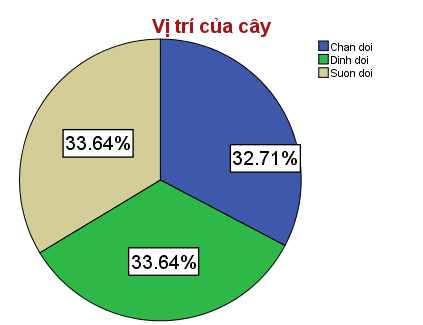 Vị trí của cây
Chan doi
Dinh doi
Suon doi
33.64%
32.71%
33.64%